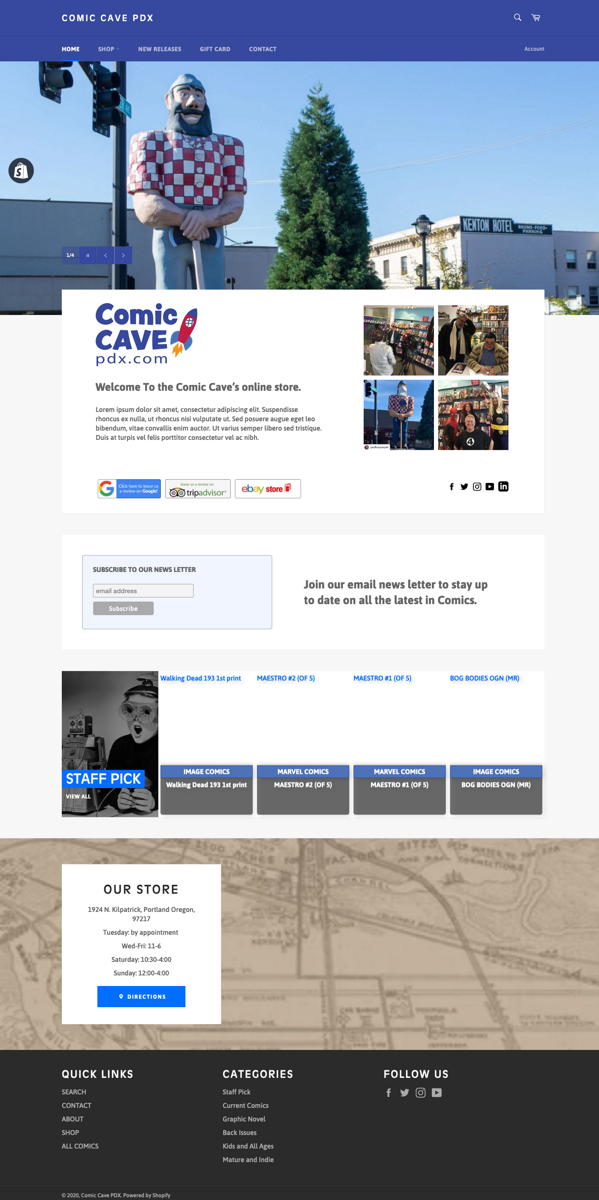 COMIC CAVE PDX
HOME
SHOP
NEW RELEASES
GIFT CARD
CONTACT
Account
KENTON HOTEL
1/4
Comic
CAVE
pdx.com
Welcome To the Comic Cave's online store.
Lorem ipsum dolor sit amet, consectetur adipiscing elit. Suspendisse
rhoncus ex nulla, ut rhoncus nisi vulputate ut. Sed posuere augue eget leo
bibendum, vitae convallis enim auctor. Ut varius semper libero sed tristique.
Duis at turpis vel felis porttitor consectetur vel ac nibh.
Click here to leave us
a review on Google!
leave us a review on
tripadvisor
ebay store
SUBSCRIBE TO OUR NEWS LETTER
email address
Subscribe
Join our email news letter to stay up
to date on all the latest in Comics.
STAFF PICK
VIEW ALL
Walking Dead 193 1st print
IMAGE COMICS
Walking Dead 193 1st print
MAESTRO #2 (OF 5)
MARVEL COMICS
MAESTRO #2 (OF 5)
MAESTRO #1 (OF 5)
MARVEL COMICS
MAESTRO #1 (OF 5)
BOG BODIES OGN (MR)
IMAGE COMICS
BOG BODIES OGN (MR)
OUR STORE
1924 N. Kilpatrick, Portland Oregon,
97217
Tuesday: by appointment
Wed-Fri: 11-6
Saturday: 10:30-4:00
Sunday: 12:00-4:00
DIRECTIONS
QUICK LINKS
SEARCH
CONTACT
ABOUT
SHOP
ALL COMICS
CATEGORIES
Staff Pick
Current Comics
Graphic Novel
Back Issues
Kids and All Ages
Mature and Indie
FOLLOW US
© 2020, Comic Cave PDX. Powered by Shopify